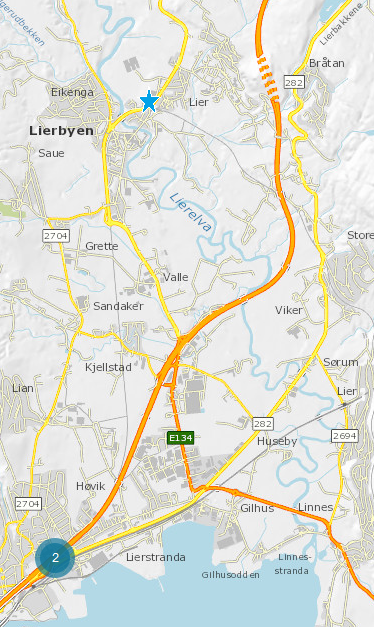 Lierbakkene
Bråtan
282
Eikenga
Lier
Lierbyen
Saue
Lierelva
2704
Store
Grette
Valle
Sandaker
Viker
Kjellstad
Sørum
Lian
Lier
282
E134
Huseby
2694
Høvik
2704
Gilhus
Linnes
2
Lierstranda
Linnes-
stranda
Gilhusodden